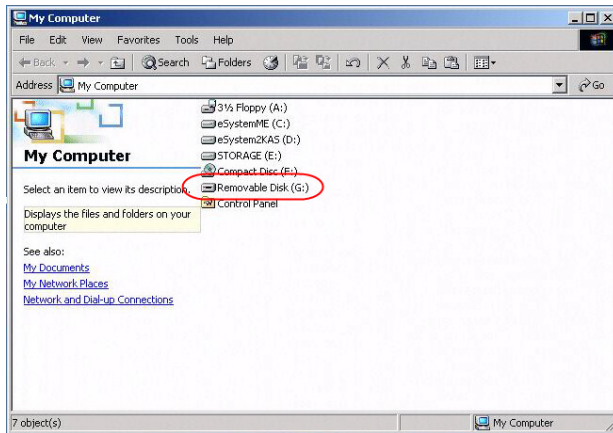 My Computer
File Edit View Favorites Tools Help
Back Search Folders
Address My Computer Go
3½ Floppy (A:)
eSystemME (C:)
eSystem2KAS (D:)
STORAGE (E:)
Compact Disc (F:)
Removable Disk (G:)
Control Panel
My Computer
Select an item to view its description.
Displays the files and folders on your
computer
See also:
My Documents
My Network Places
Network and Dial-up Connections
7 object(s) My Computer